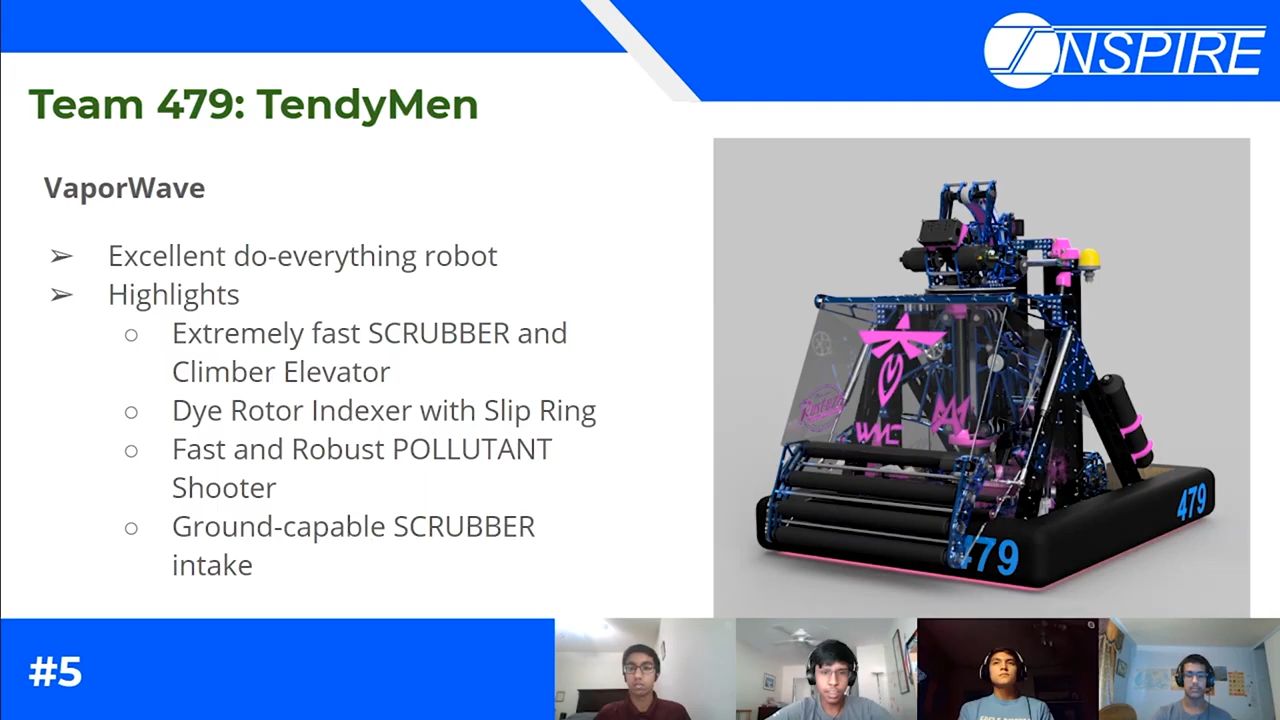 INSPIRE
Team 479: TendyMen
VaporWave
➢ Excellent do-everything robot
➢ Highlights
○ Extremely fast SCRUBBER and
Climber Elevator
○ Dye Rotor Indexer with Slip Ring
○ Fast and Robust POLLUTANT
Shooter
○ Ground-capable SCRUBBER
intake
479
479
#5